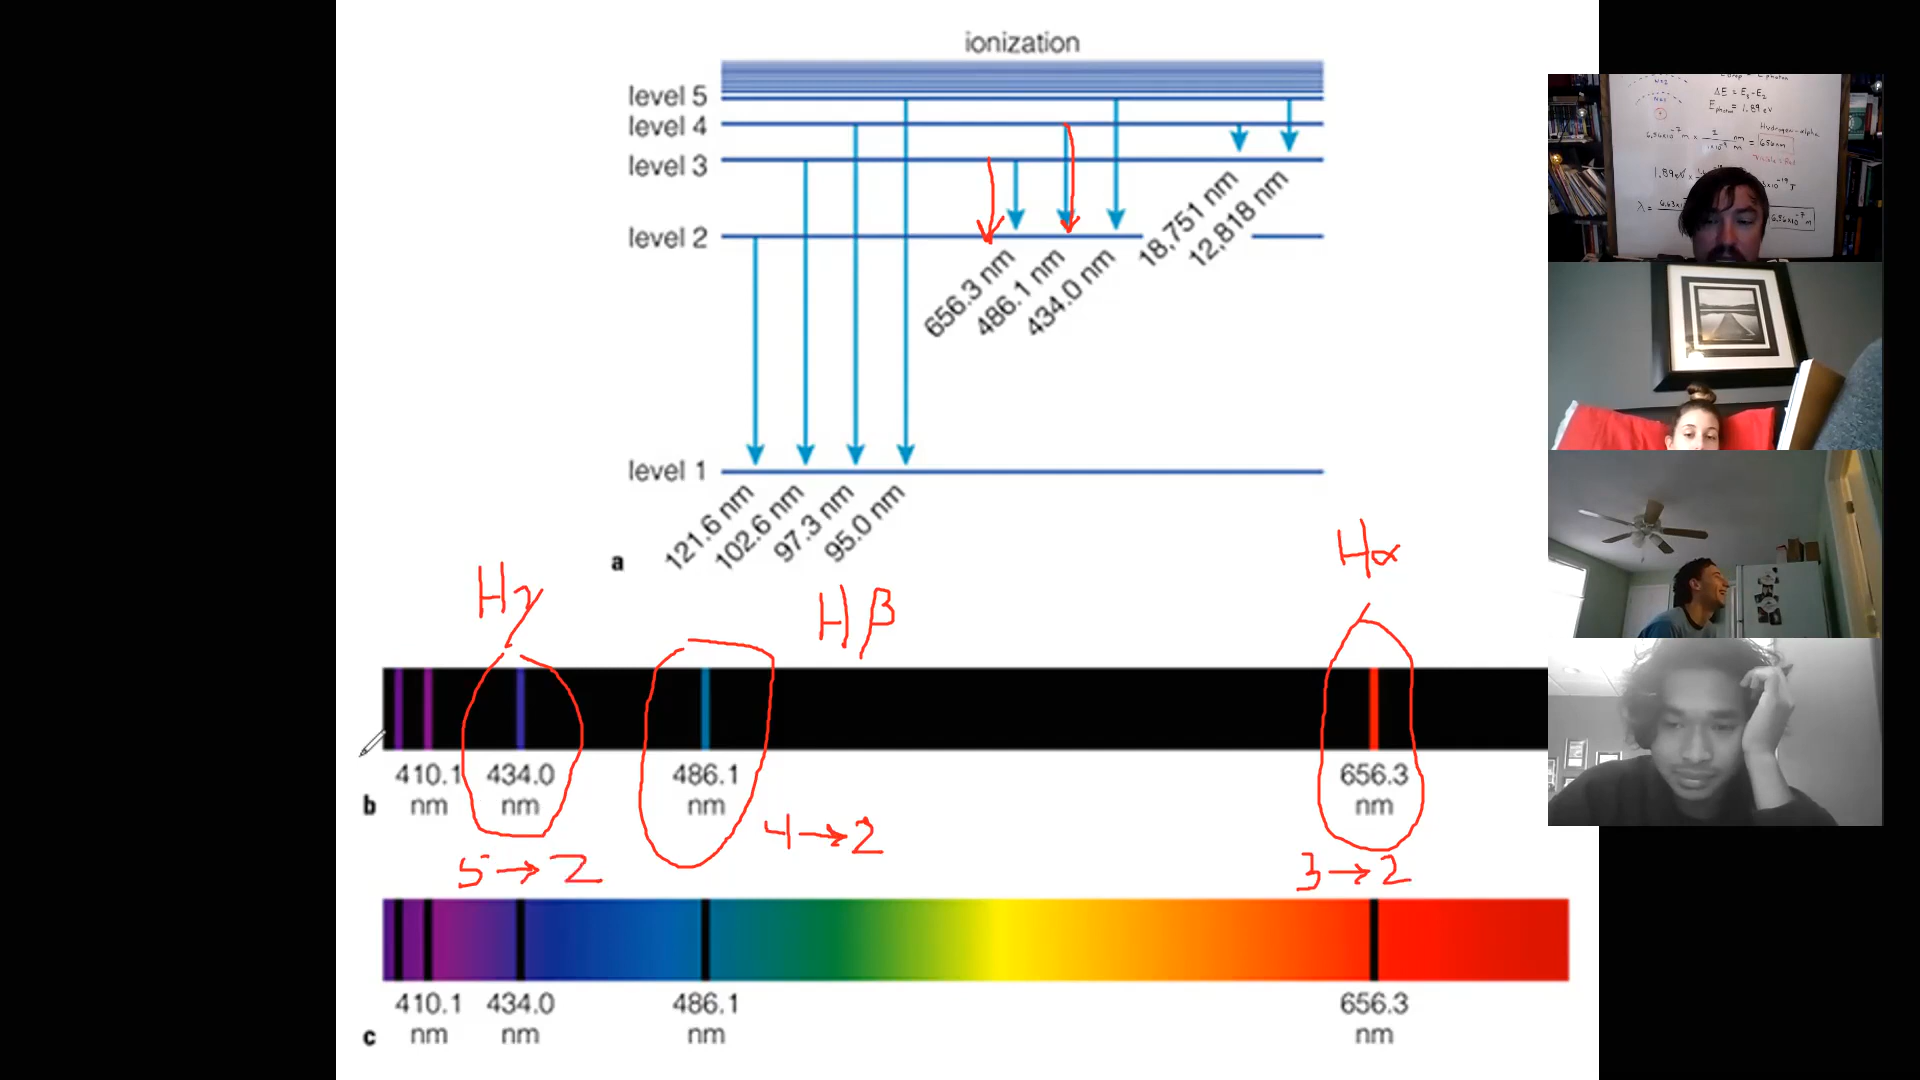 ionization
level 5
level 4
level 3
level 2
level 1
656.3 nm
486.1 nm
434.0 nm
18,751 nm
12,818 nm
121.6 nm
102.6 nm
97.3 nm
95.0 nm
a
Hγ
Hβ
Hα
410.1 nm
434.0 nm
486.1 nm
656.3 nm
b
5→2
4→2
3→2
410.1 nm
434.0 nm
486.1 nm
656.3 nm
c
Hydrogen-alpha
= 656nm